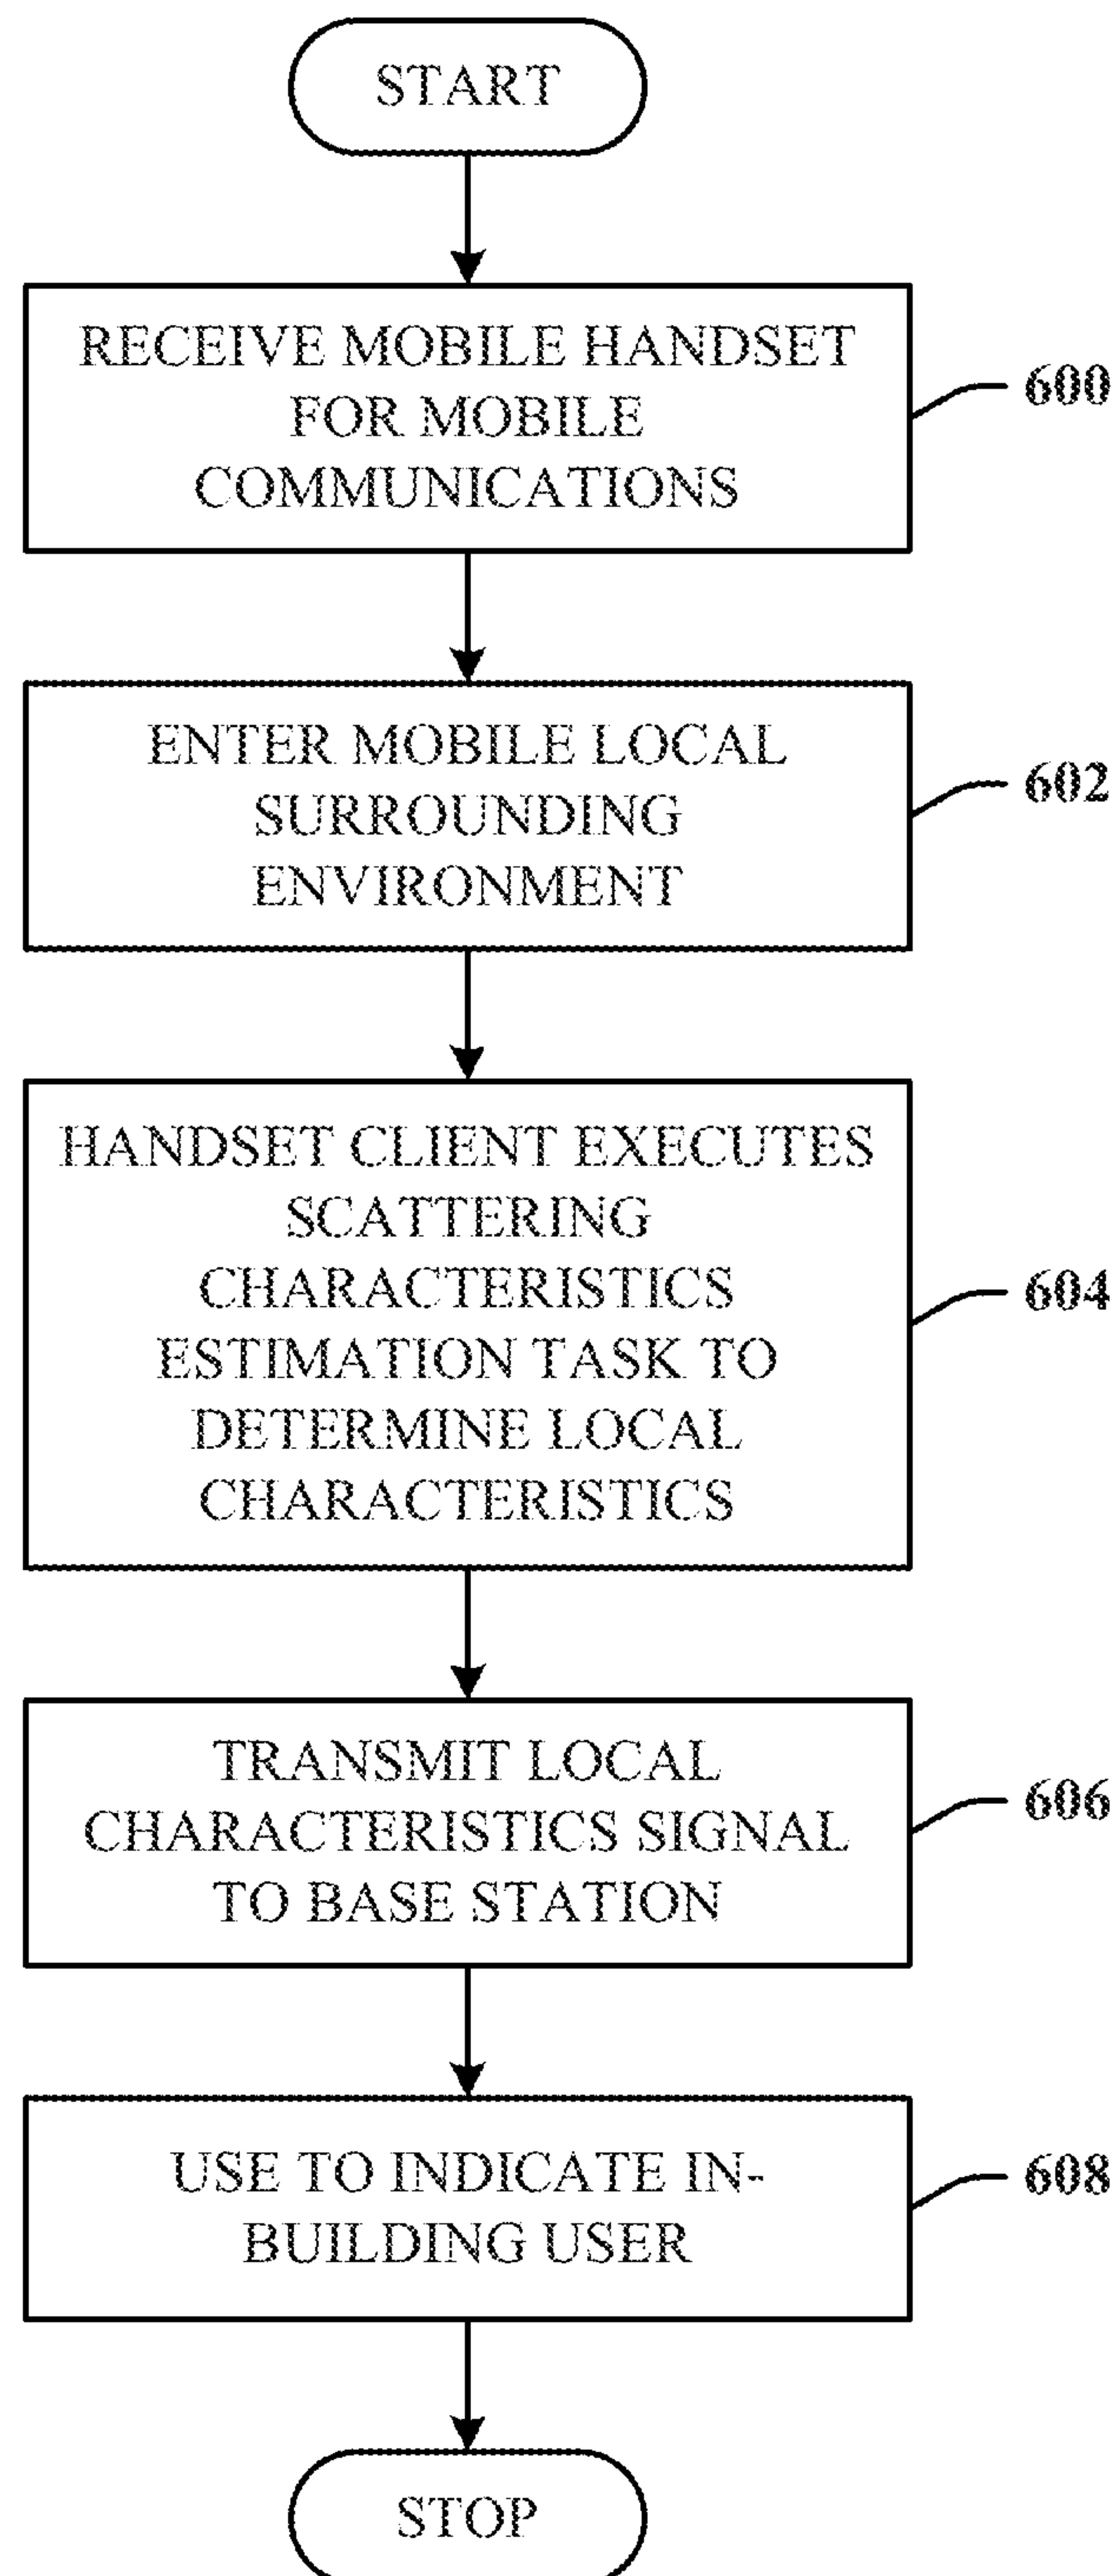 START
RECEIVE MOBILE HANDSET
FOR MOBILE
COMMUNICATIONS
600
ENTER MOBILE LOCAL
SURROUNDING
ENVIRONMENT
602
HANDSET CLIENT EXECUTES
SCATTERING
CHARACTERISTICS
ESTIMATION TASK TO
DETERMINE LOCAL
CHARACTERISTICS
604
TRANSMIT LOCAL
CHARACTERISTICS SIGNAL
TO BASE STATION
606
USE TO INDICATE IN-
BUILDING USER
608
STOP